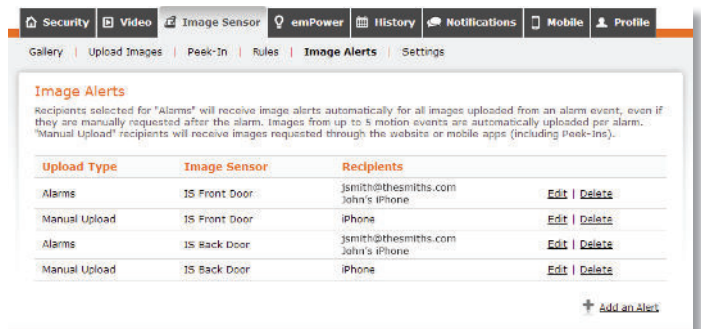 Security Video Image Sensor emPower History Notifications Mobile Profile
Gallery | Upload Images | Peek-In | Rules | Image Alerts | Settings
Image Alerts
Recipients selected for "Alarms" will receive image alerts automatically for all images uploaded from an alarm event, even if
they are manually requested after the alarm. Images from up to 5 motion events are automatically uploaded per alarm.
"Manual Upload" recipients will receive images requested through the website or mobile apps (including Peek-Ins).
Upload Type Image Sensor Recipients
Alarms IS Front Door jsmith@thesmiths.com Edit | Delete
John's iPhone
Manual Upload IS Front Door iPhone Edit | Delete
Alarms IS Back Door jsmith@thesmiths.com Edit | Delete
John's iPhone
Manual Upload IS Back Door iPhone Edit | Delete
Add an Alert